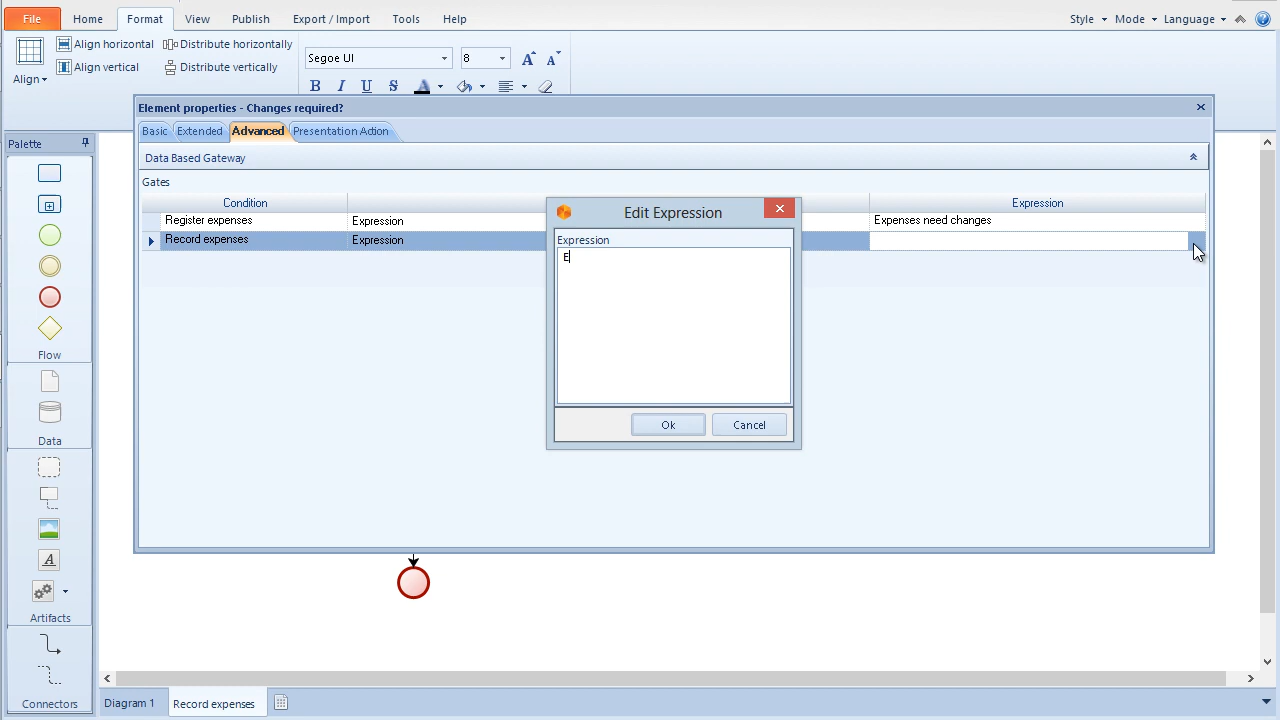 File Home Format View Publish Export / Import Tools Help Style Mode Language
Align horizontal Distribute horizontally
Align vertical Distribute vertically
Align
Segoe UI 8
B I U S A
Element properties - Changes required?
Basic Extended Advanced Presentation Action
Data Based Gateway
Gates
Condition Expression
Register expenses Expression Expenses need changes
Record expenses Expression
Edit Expression
Expression
E
Ok Cancel
Palette
Flow
Data
A
Artifacts
Connectors
Diagram 1 Record expenses